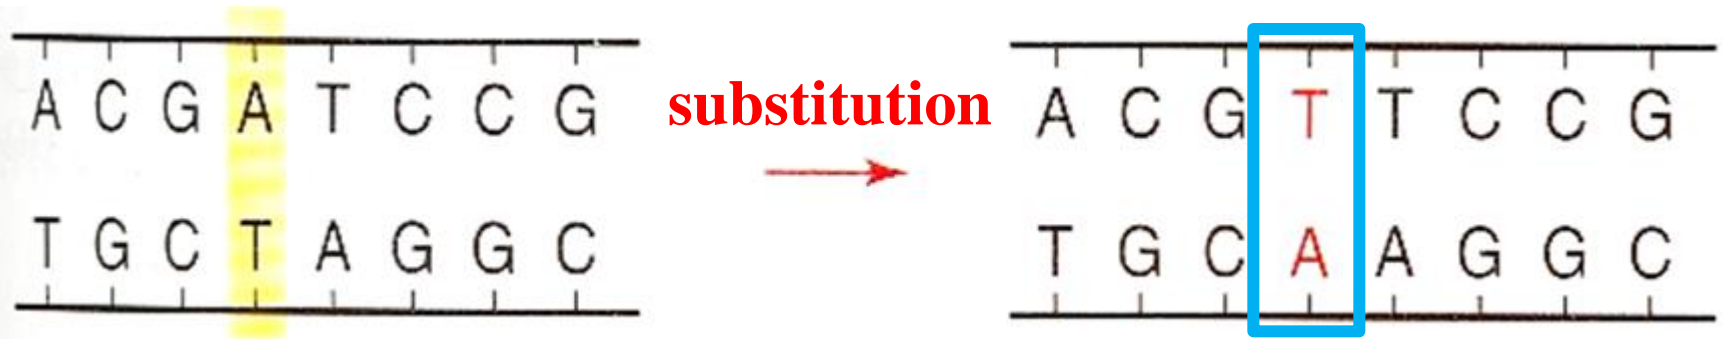 A C G A T C C G
T G C T A G G C
substitution
A C G T T C C G
T G C A A G G C